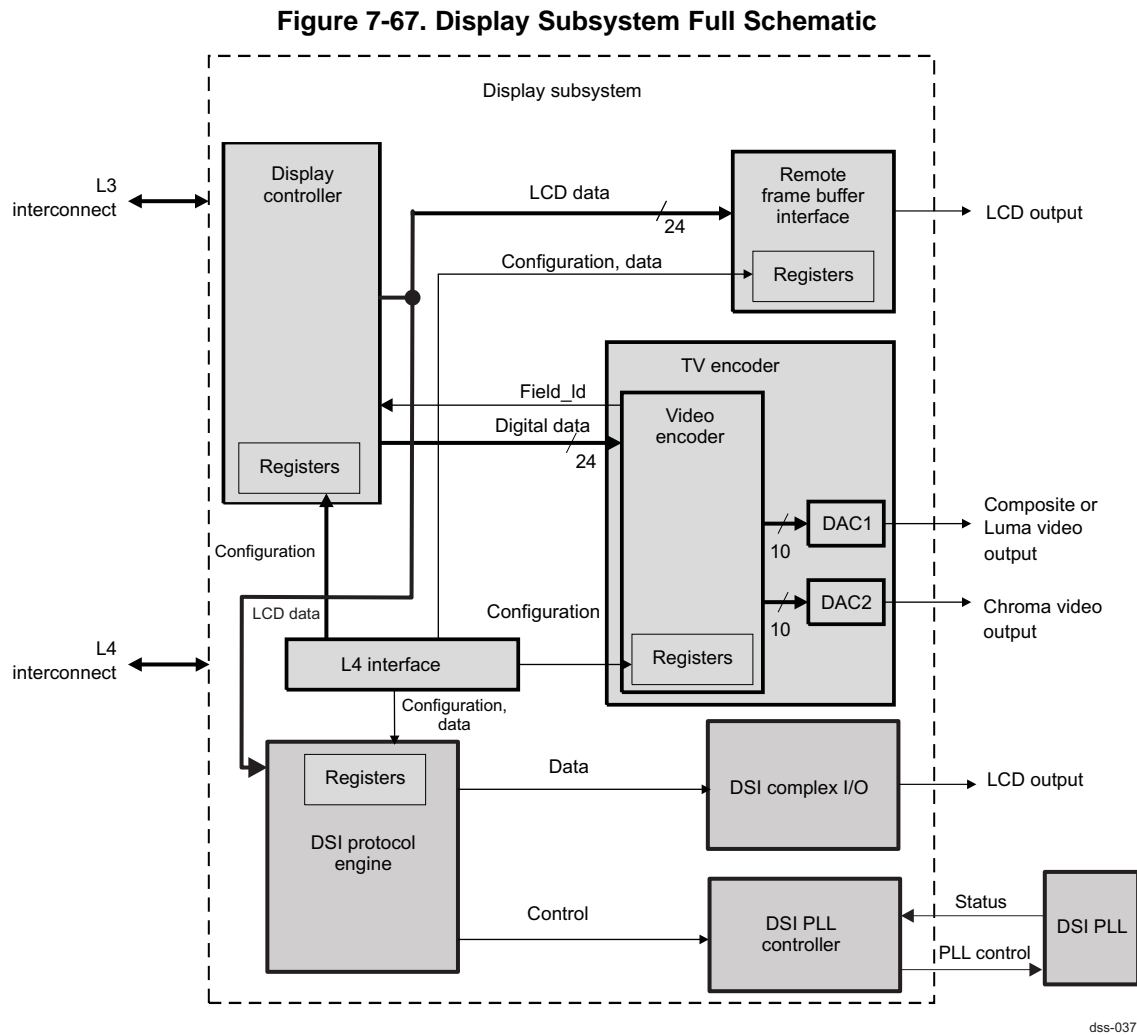 Figure 7-67. Display Subsystem Full Schematic
Display subsystem
Display
controller
Remote
frame buffer
interface
L3
interconnect
LCD data
24
LCD output
Configuration, data
Registers
TV encoder
Field_Id
Video
encoder
Digital data
24
Registers
DAC1
10
Composite or
Luma video
output
Configuration
LCD data
Configuration
DAC2
10
Chroma video
output
L4
interconnect
L4 interface
Registers
Configuration,
data
Registers
Data
DSI complex I/O
LCD output
DSI protocol
engine
Control
DSI PLL
controller
Status
DSI PLL
PLL control
dss-037